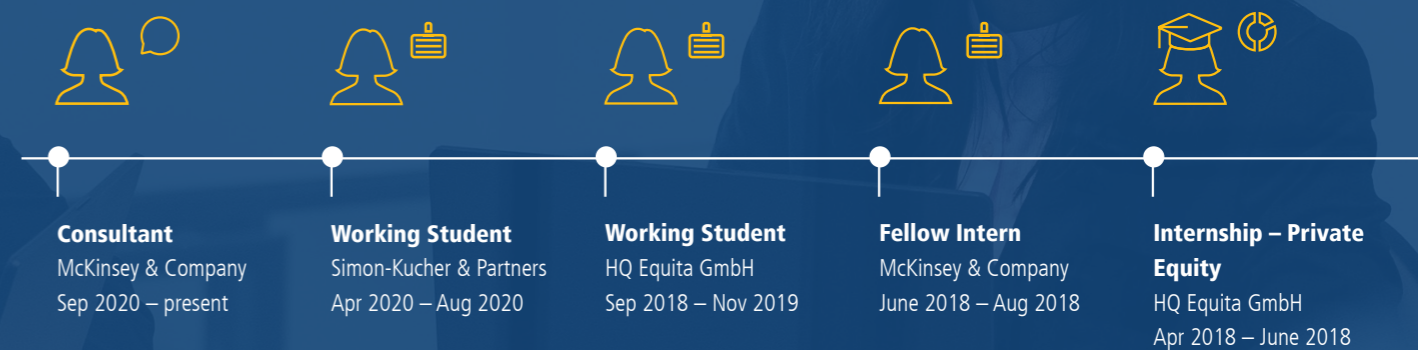 Consultant
McKinsey & Company
Sep 2020 – present
Working Student
Simon-Kucher & Partners
Apr 2020 – Aug 2020
Working Student
HQ Equita GmbH
Sep 2018 – Nov 2019
Fellow Intern
McKinsey & Company
June 2018 – Aug 2018
Internship – Private
Equity
HQ Equita GmbH
Apr 2018 – June 2018